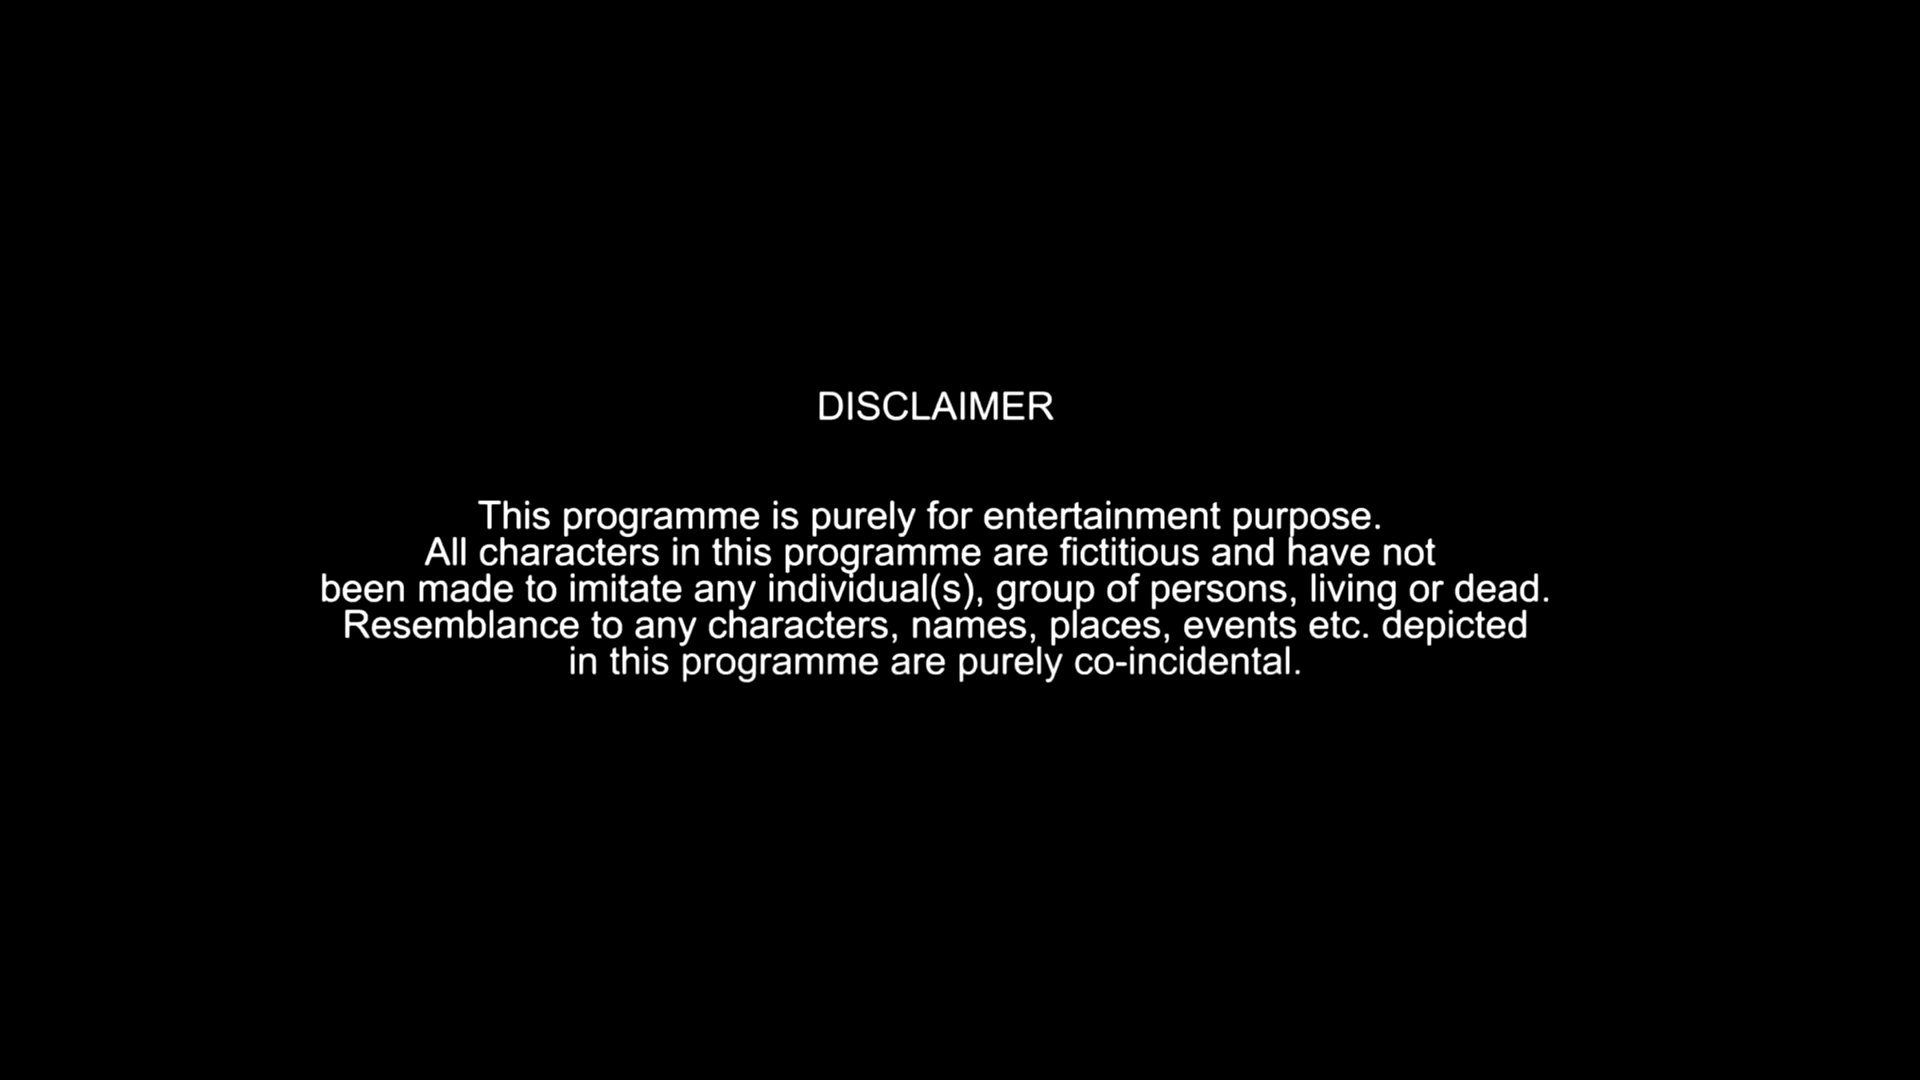 DISCLAIMER
This programme is purely for entertainment purpose.
All characters in this programme are fictitious and have not
been made to imitate any individual(s), group of persons, living or dead.
Resemblance to any characters, names, places, events etc. depicted
in this programme are purely co-incidental.